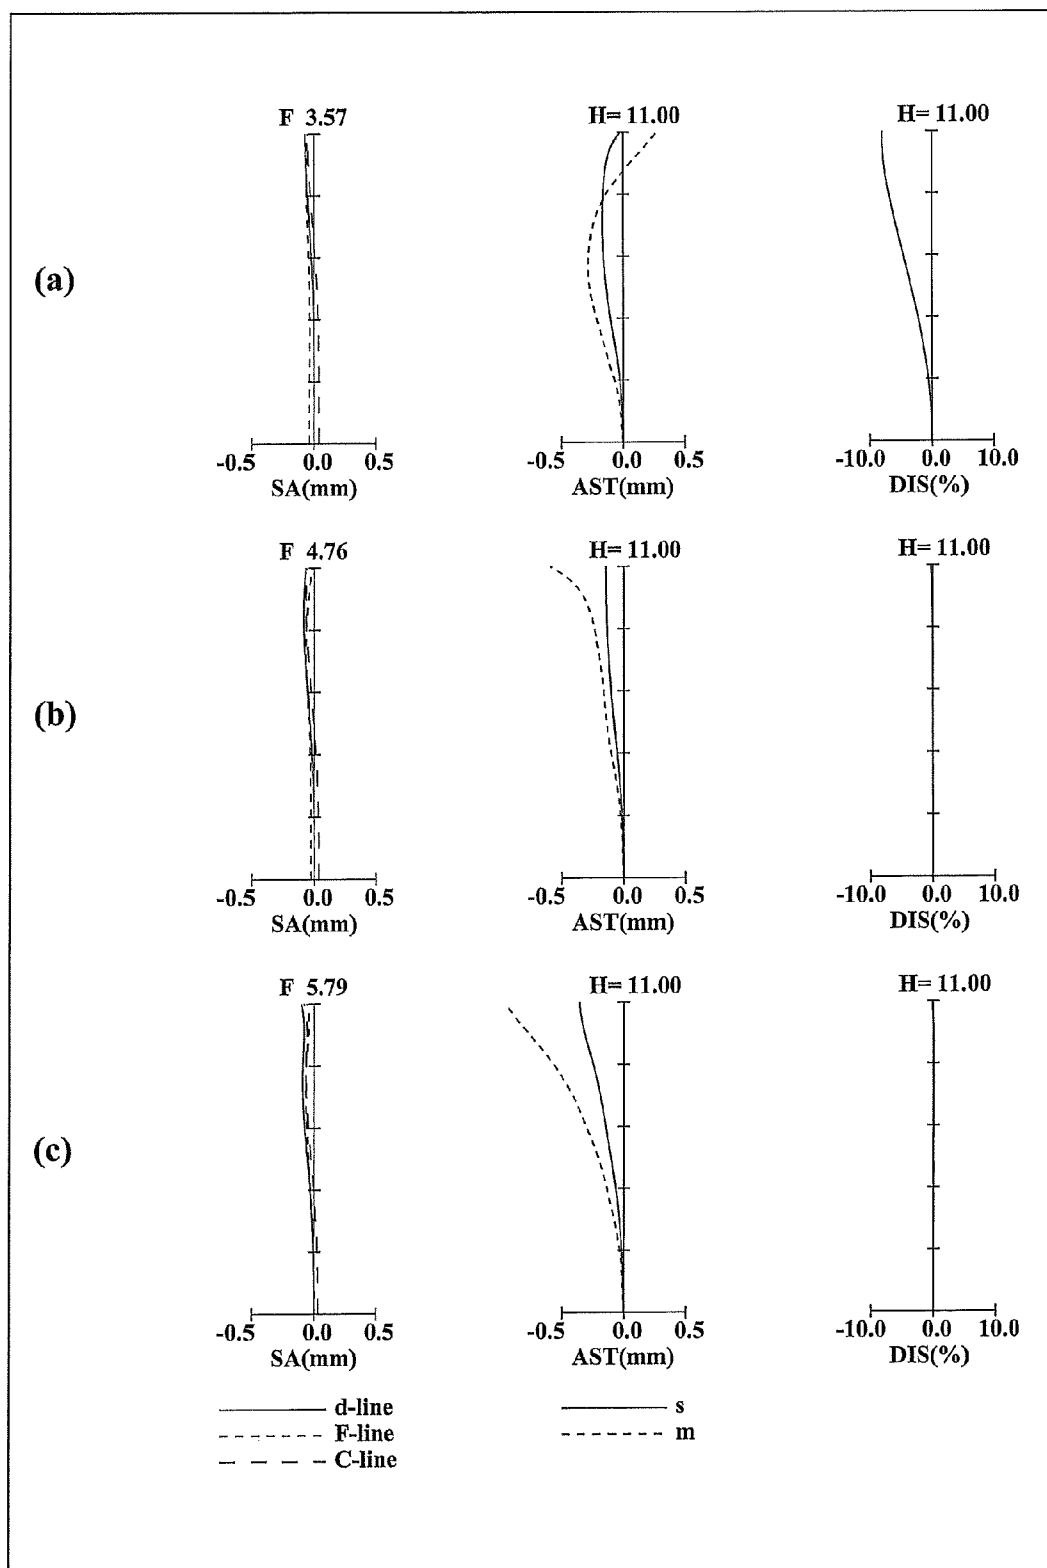 F 3.57 H= 11.00 H= 11.00
(a)
-0.5 0.0 0.5 -0.5 0.0 0.5 -10.0 0.0 10.0
SA(mm) AST(mm) DIS(%)
F 4.76 H= 11.00 H= 11.00
(b)
-0.5 0.0 0.5 -0.5 0.0 0.5 -10.0 0.0 10.0
SA(mm) AST(mm) DIS(%)
F 5.79 H= 11.00 H= 11.00
(c)
-0.5 0.0 0.5 -0.5 0.0 0.5 -10.0 0.0 10.0
SA(mm) AST(mm) DIS(%)
d-line s
F-line m
C-line